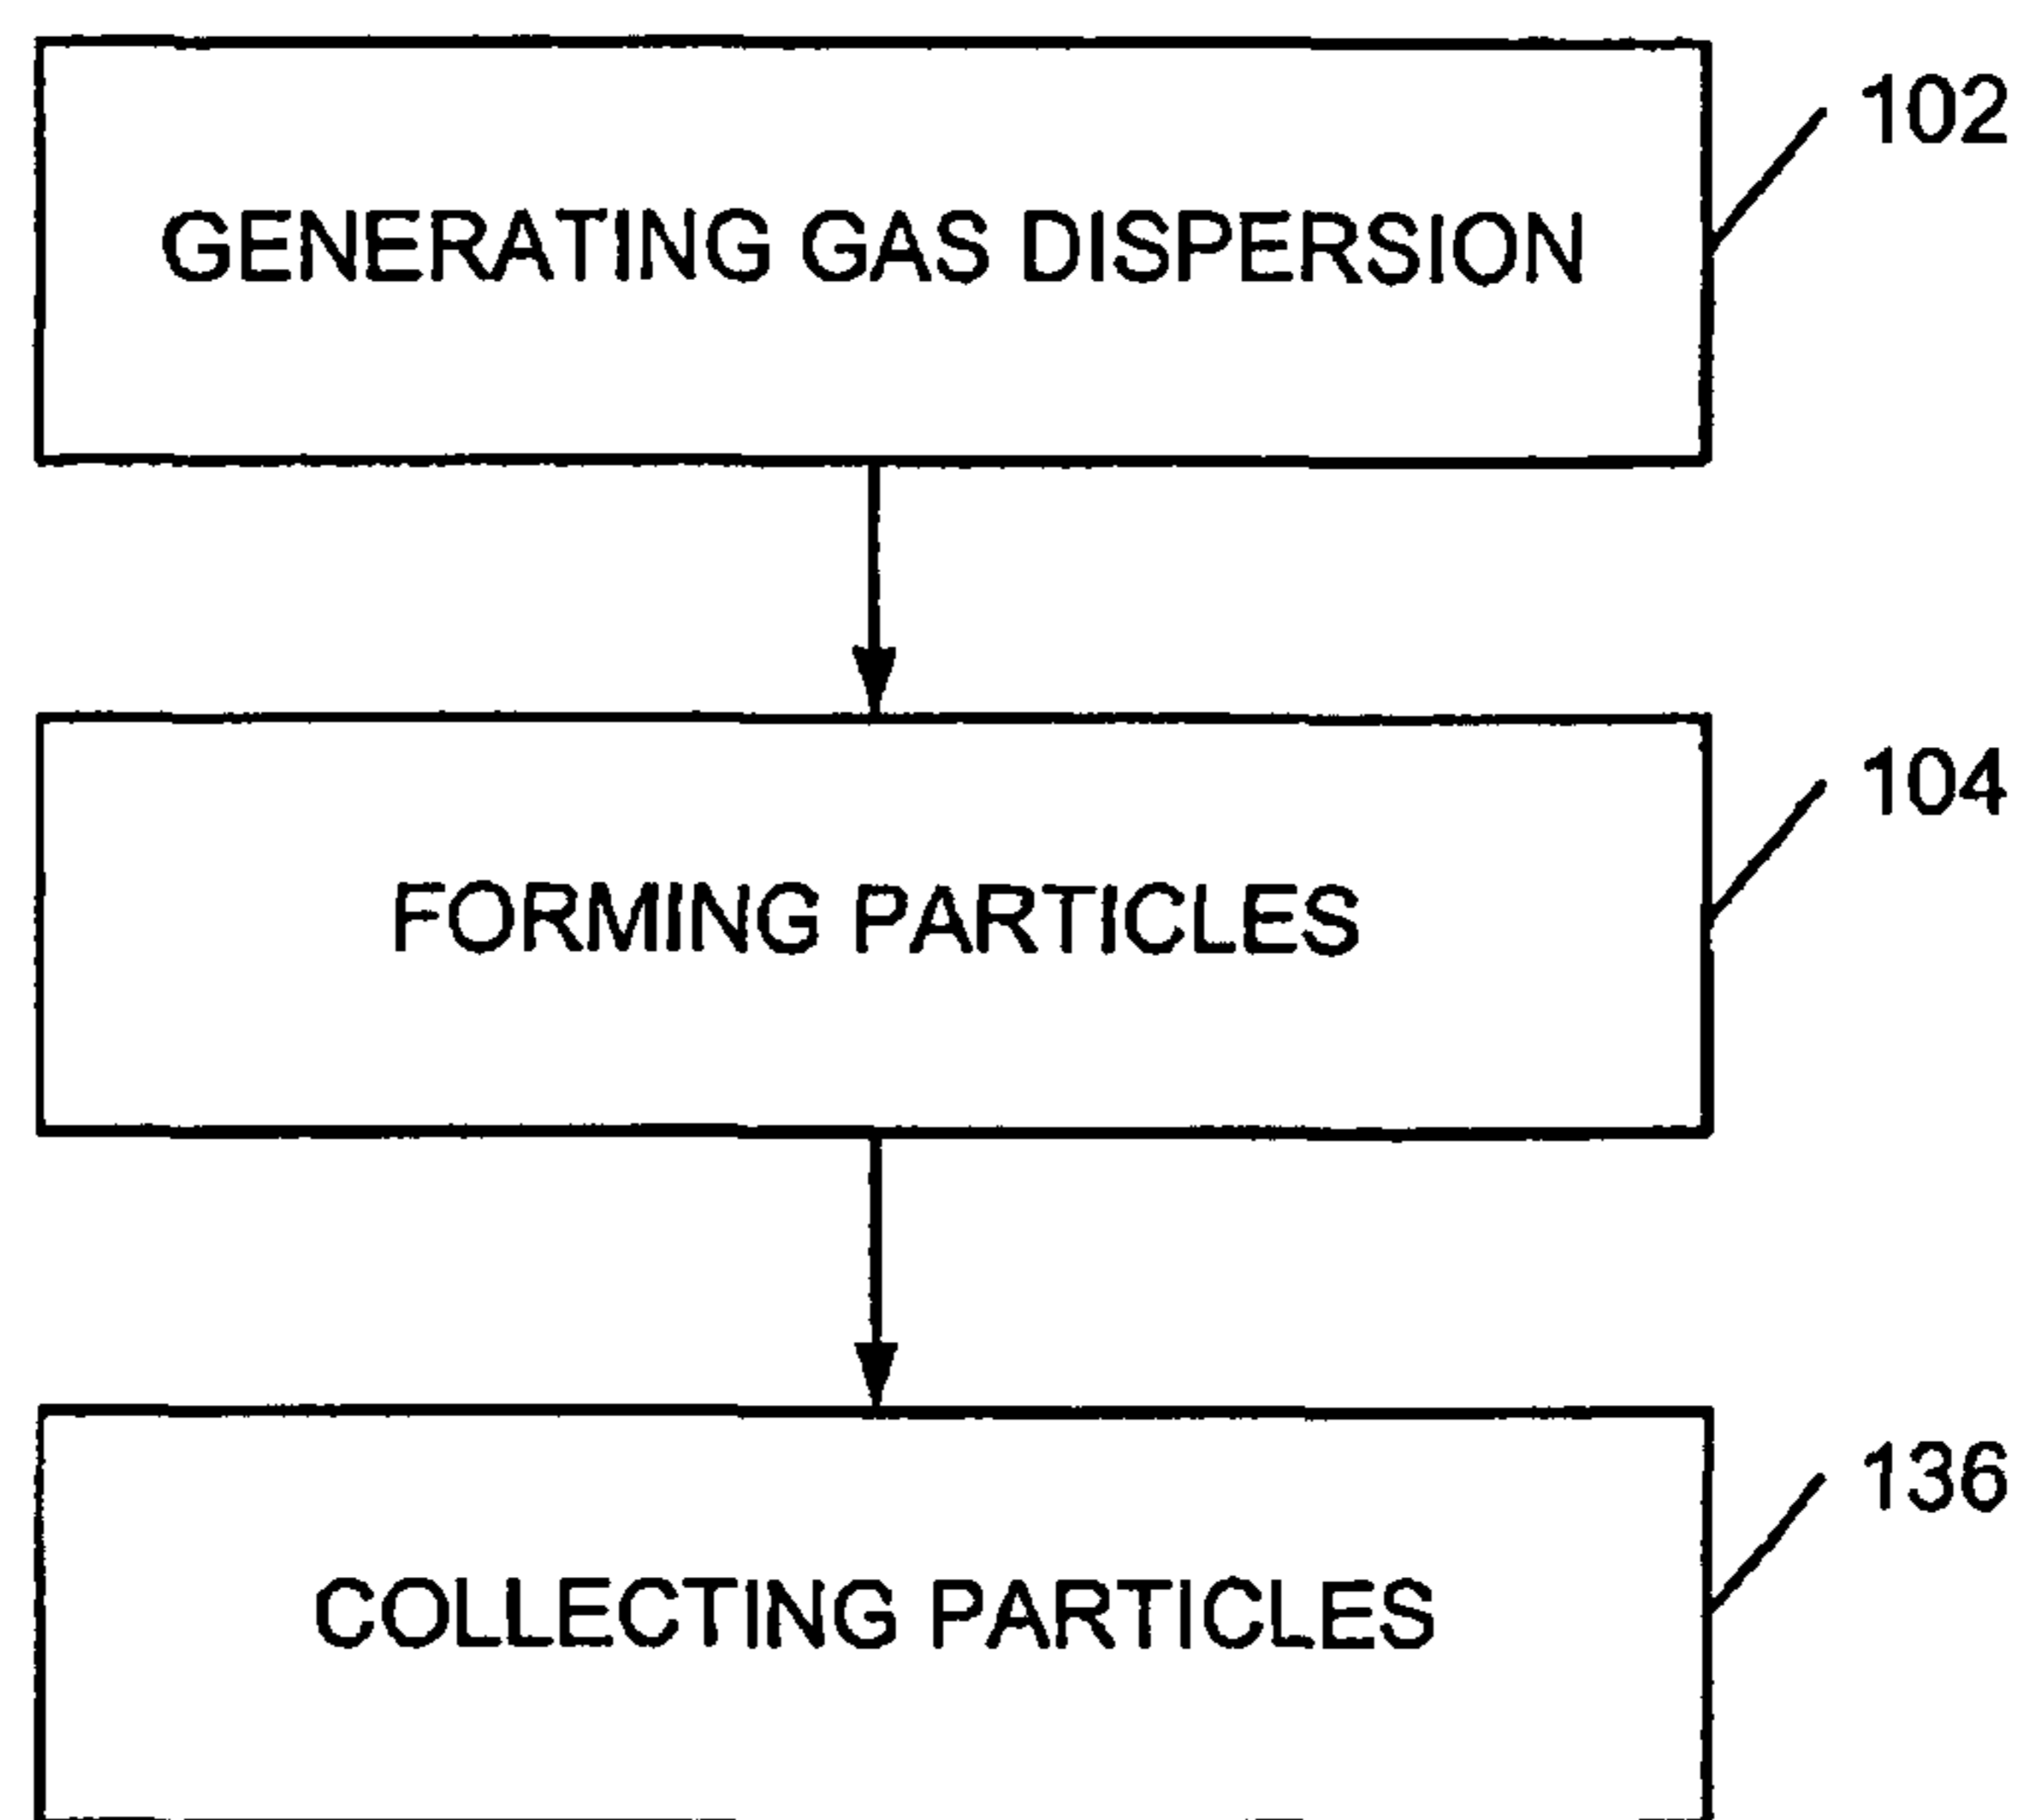 102
GENERATING GAS DISPERSION
104
FORMING PARTICLES
136
COLLECTING PARTICLES